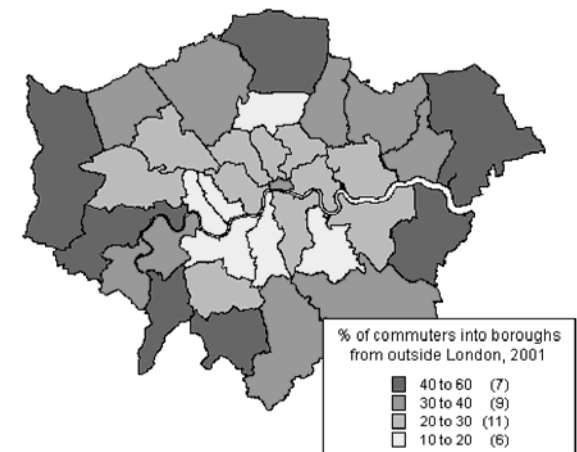 % of commuters into boroughs
from outside London, 2001
40 to 60 (7)
30 to 40 (9)
20 to 30 (11)
10 to 20 (6)